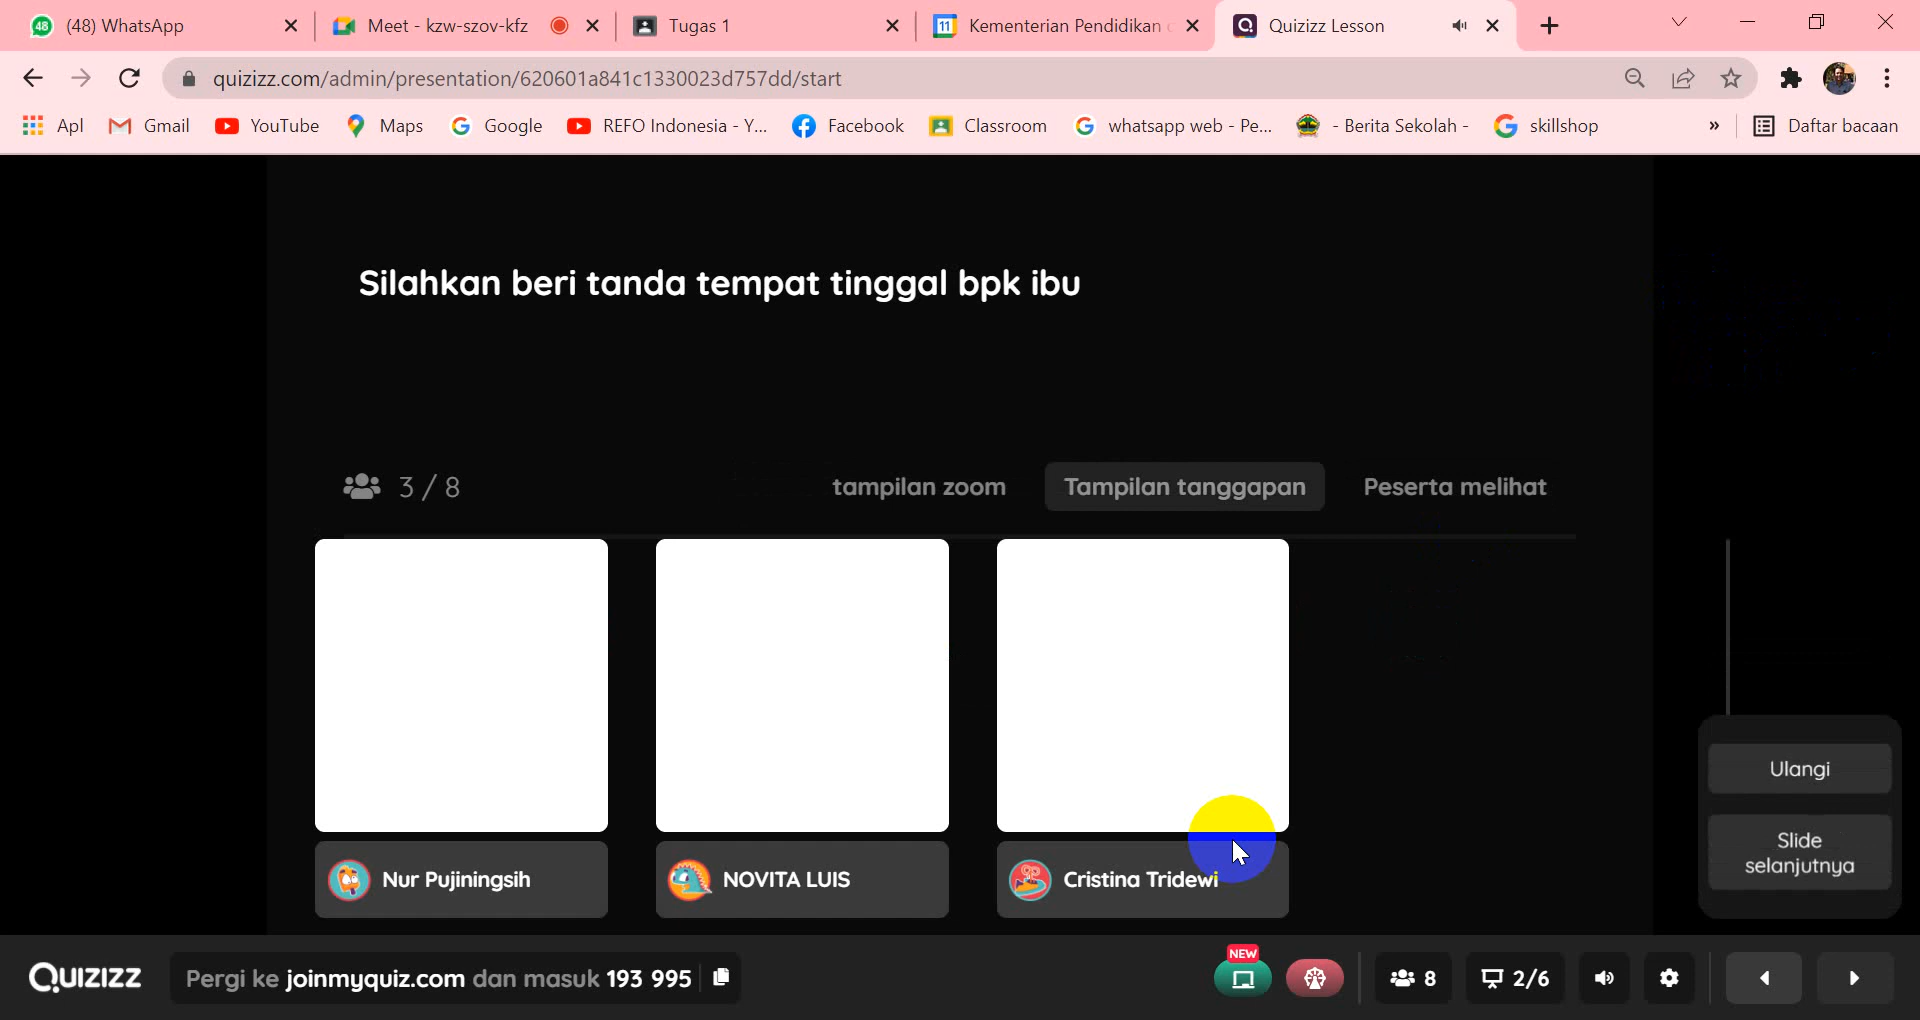 48 (48) WhatsApp
Meet - kzw-szov-kfz
Tugas 1
11 Kementerian Pendidikan
Quizizz Lesson
quizizz.com/admin/presentation/620601a841c1330023d757dd/start
Apl
Gmail
YouTube
Maps
Google
REFO Indonesia - Y...
Facebook
Classroom
whatsapp web - Pe...
- Berita Sekolah -
skillshop
»
Daftar bacaan
Silahkan beri tanda tempat tinggal bpk ibu
3 / 8
tampilan zoom
Tampilan tanggapan
Peserta melihat
Nur Pujiningsih
NOVITA LUIS
Cristina Tridewi
Ulangi
Slide
selanjutnya
QUIZIZZ
Pergi ke joinmyquiz.com dan masuk 193 995
NEW
8
2/6